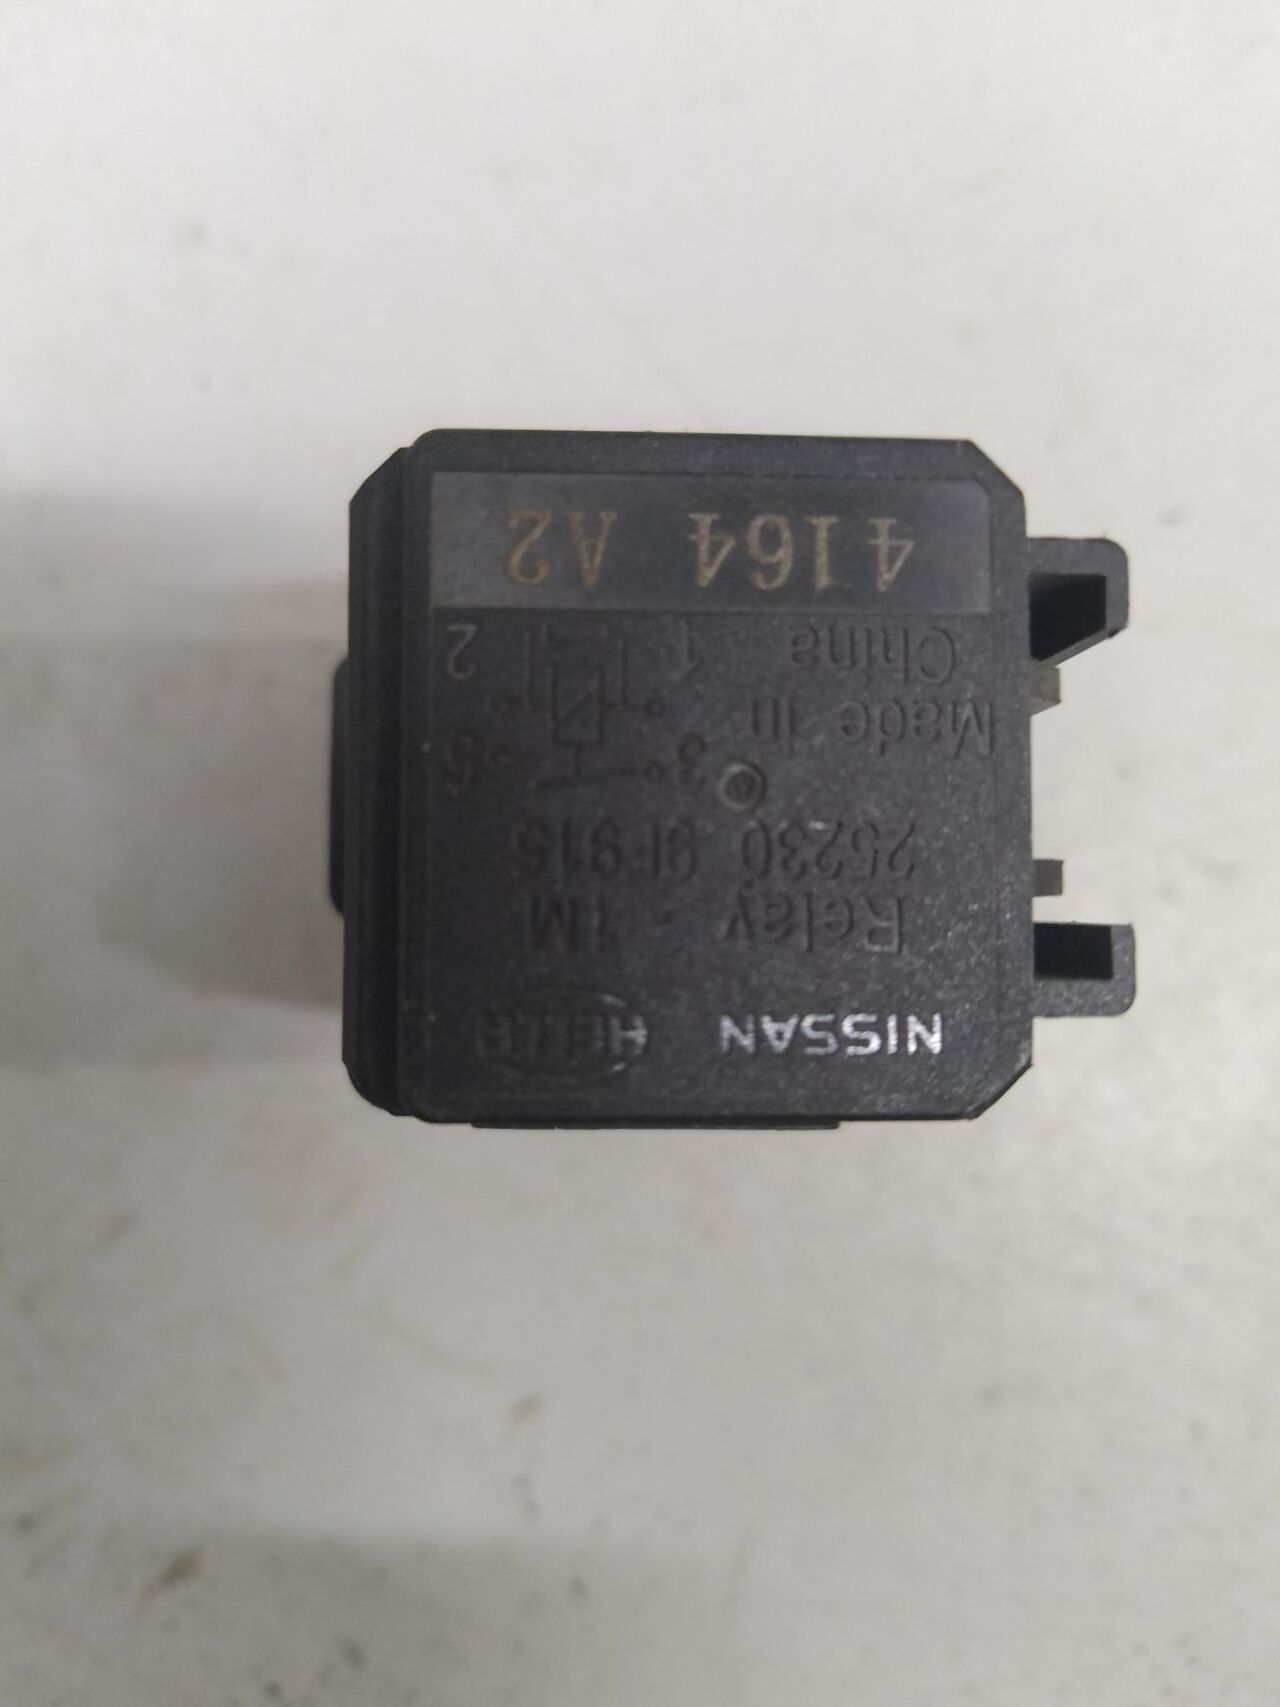 NISSAN HELLA
Relay - 1M
25230 9F915
3 5
Made in
China 1 2
4164 A2